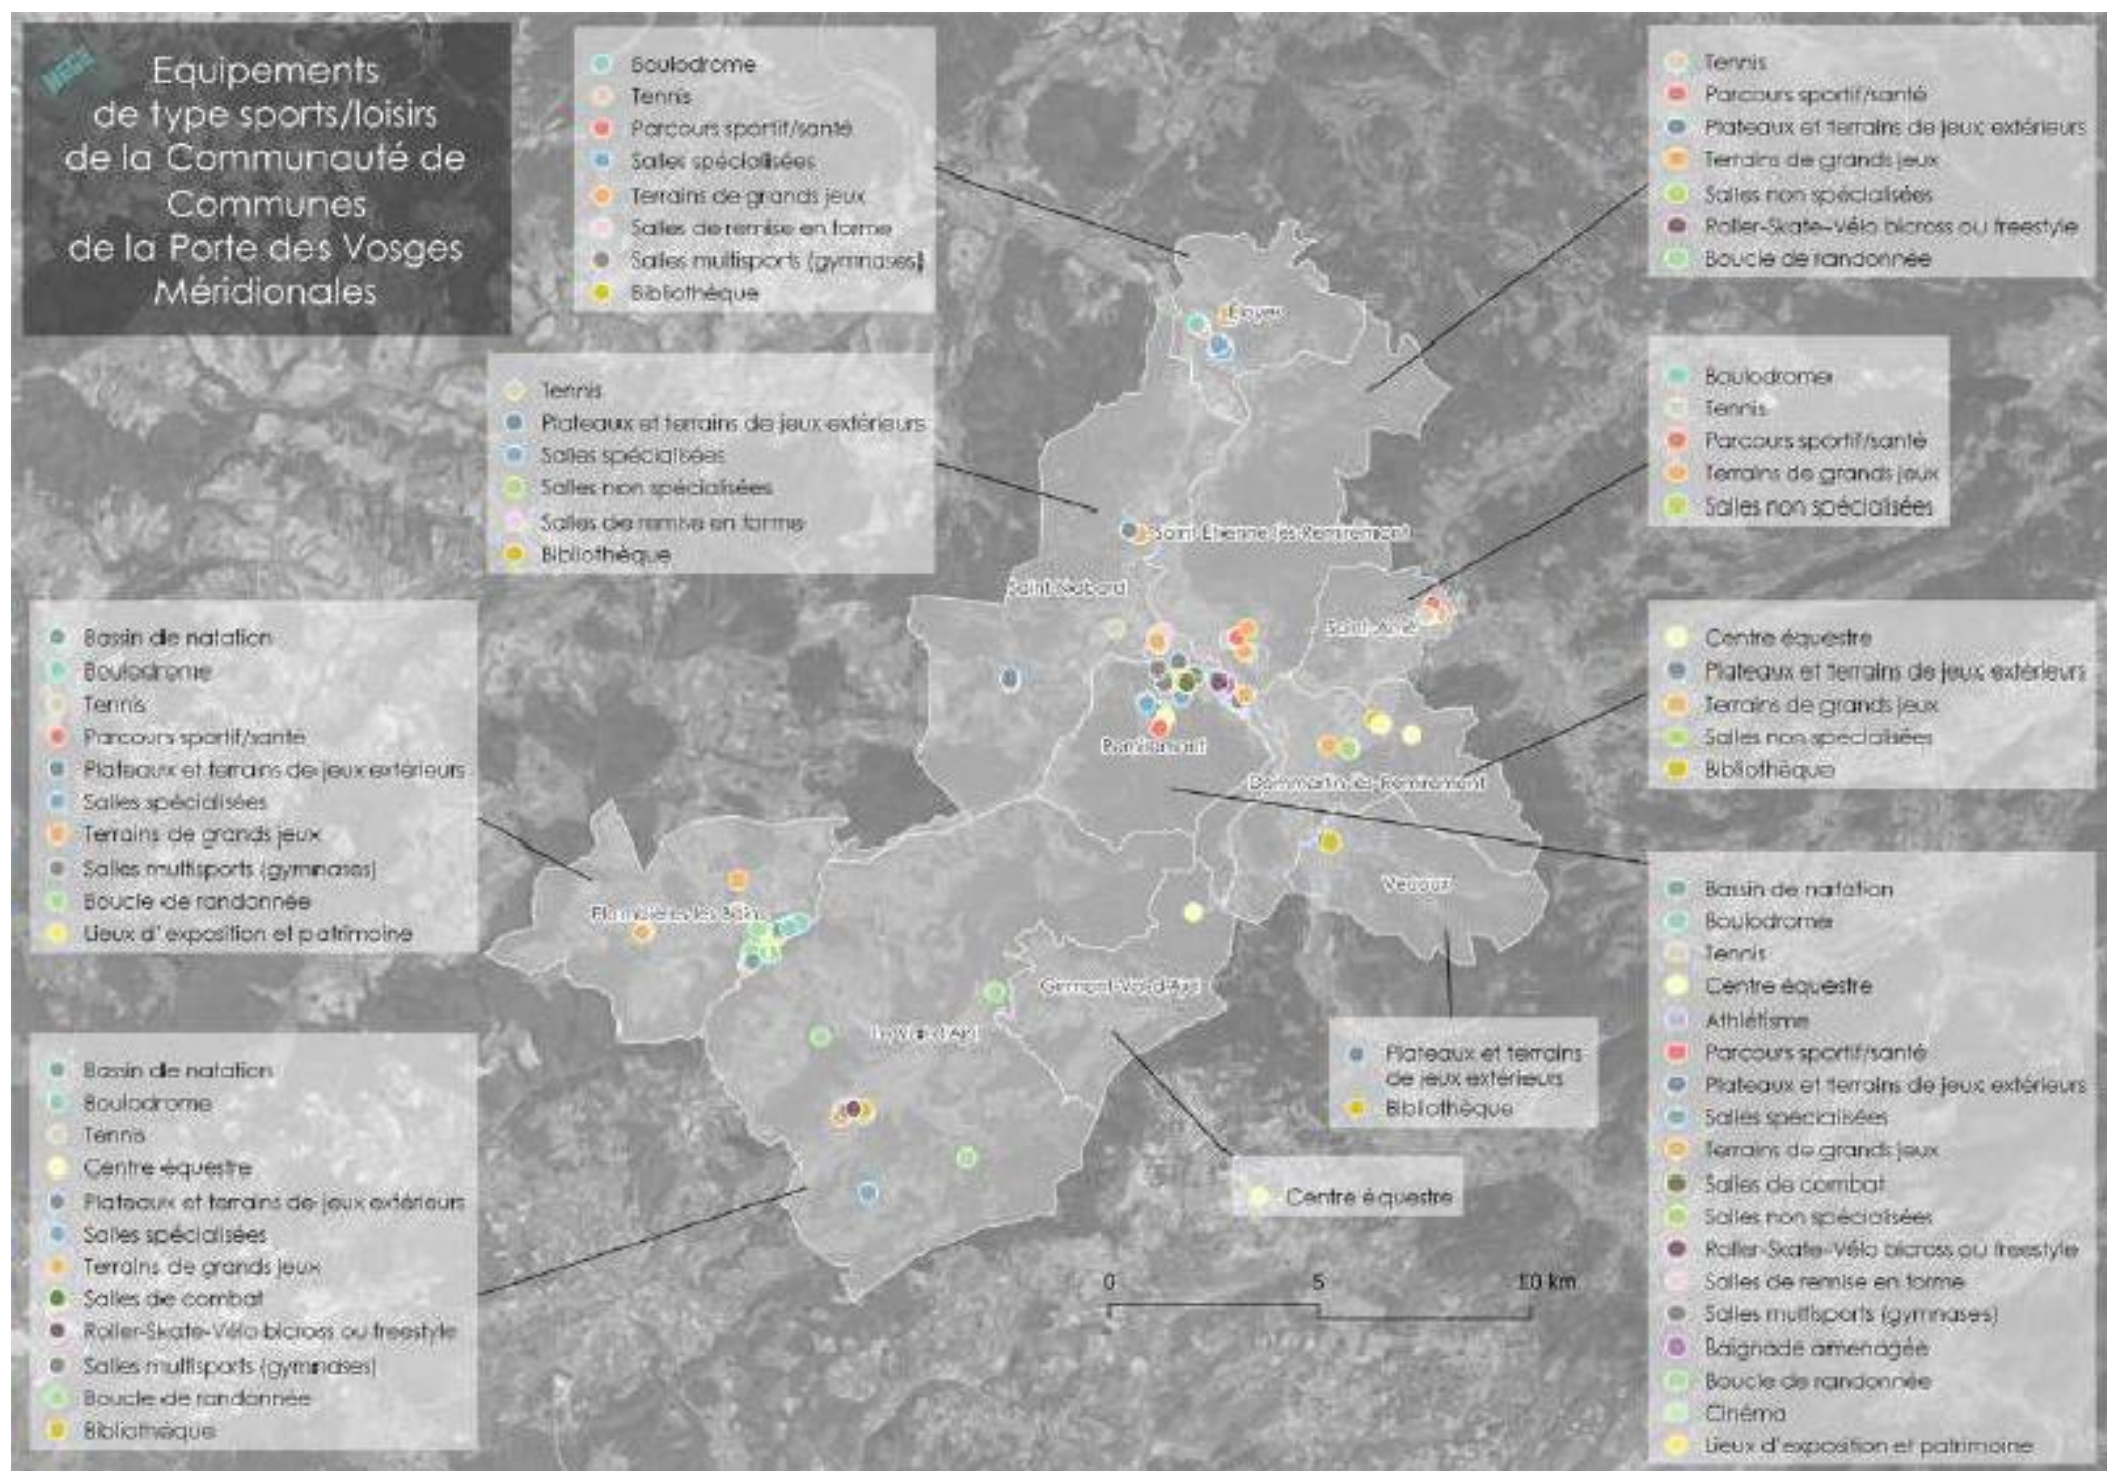 Equipements
de type sports/loisirs
de la Communauté de
Communes
de la Porte des Vosges
Méridionales
Boulodrome
Tennis
Parcours sportif/santé
Salles spécialisées
Terrains de grands jeux
Salles de remise en forme
Salles multisports (gymnases)
Bibliothèque
Tennis
Parcours sportif/santé
Plateaux et terrains de jeux extérieurs
Terrains de grands jeux
Salles non spécialisées
Roller-Skate-Vélo bicross ou freestyle
Boucle de randonnée
Tennis
Plateaux et terrains de jeux extérieurs
Salles spécialisées
Salles non spécialisées
Salles de remise en forme
Bibliothèque
Boulodrome
Tennis
Parcours sportif/santé
Terrains de grands jeux
Salles non spécialisées
Bassin de natation
Boulodrome
Tennis
Parcours sportif/santé
Plateaux et terrains de jeux extérieurs
Salles spécialisées
Terrains de grands jeux
Salles multisports (gymnases)
Boucle de randonnée
Lieux d'exposition et patrimoine
Centre équestre
Plateaux et terrains de jeux extérieurs
Terrains de grands jeux
Salles non spécialisées
Bibliothèque
Bassin de natation
Boulodrome
Tennis
Centre équestre
Plateaux et terrains de jeux extérieurs
Salles spécialisées
Terrains de grands jeux
Salles de combat
Roller-Skate-Vélo bicross ou freestyle
Salles multisports (gymnases)
Boucle de randonnée
Bibliothèque
Bassin de natation
Boulodrome
Tennis
Centre équestre
Athlétisme
Parcours sportif/santé
Plateaux et terrains de jeux extérieurs
Salles spécialisées
Terrains de grands jeux
Salles de combat
Salles non spécialisées
Roller-Skate-Vélo bicross ou freestyle
Salles de remise en forme
Salles multisports (gymnases)
Baignade amenagée
Boucle de randonnée
Cinéma
Lieux d'exposition et patrimoine
Plateaux et terrains
de jeux extérieurs
Bibliothèque
Centre équestre
Eloyes
Saint-Etienne-lès-Remiremont
Saint-Nabord
Saint-Amé
Remiremont
Dommartin-lès-Remiremont
Vecoux
Plombières-les-Bains
Girmont-Val-d'Ajol
Le Val-d'Ajol
0 5 10 km